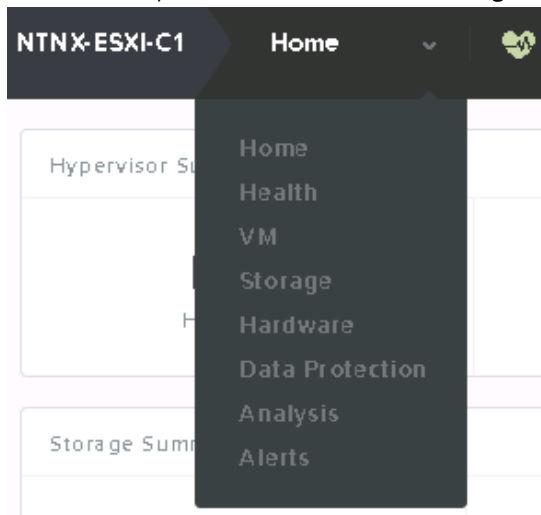 NTNX-ESXI-C1 Home
Home
Hypervisor Su
Health
VM
Storage
H
Hardware
Data Protection
Analysis
Storage Summ
Alerts